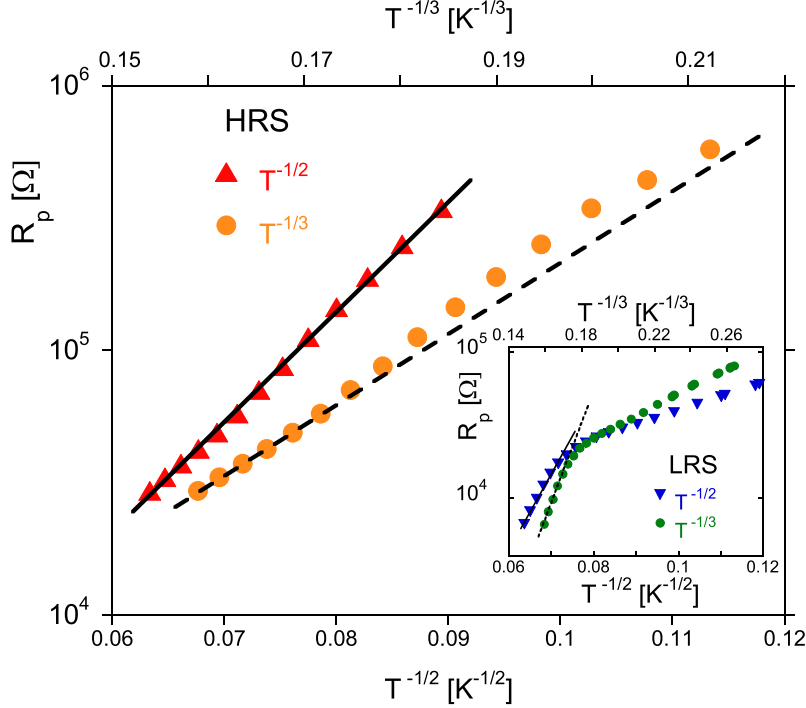 T^-1/3 [K^-1/3]
0.15 0.17 0.19 0.21
10^6
HRS
T^-1/2
T^-1/3
R_p [Ω]
10^5
T^-1/3 [K^-1/3]
0.14 0.18 0.22 0.26
10^5
R_p [Ω]
10^4
LRS
T^-1/2
T^-1/3
0.06 0.08 0.1 0.12
T^-1/2 [K^-1/2]
10^4
0.06 0.07 0.08 0.09 0.1 0.11 0.12
T^-1/2 [K^-1/2]